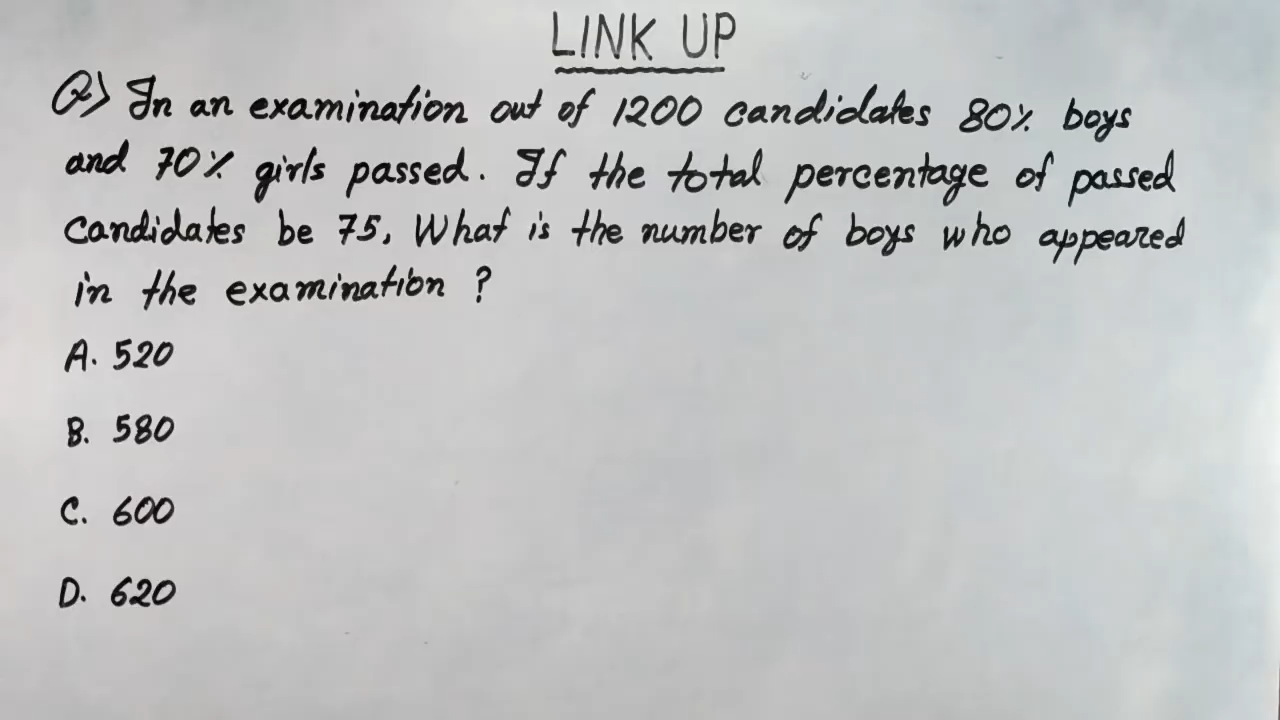 LINK UP
Q> In an examination out of 1200 candidates 80% boys
and 70% girls passed. If the total percentage of passed
candidates be 75, What is the number of boys who appeared
in the examination ?
A. 520
B. 580
C. 600
D. 620